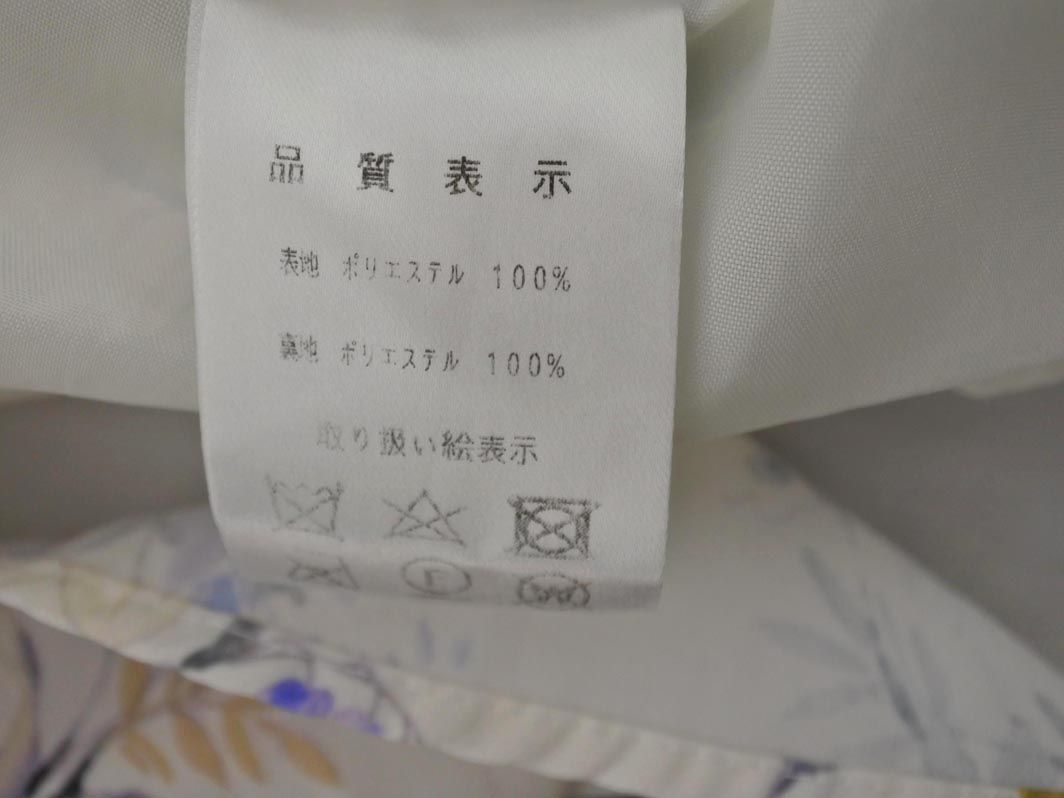 品質表示
表地 ポリエステル 100%
裏地 ポリエステル 100%
取り扱い絵表示
F
W